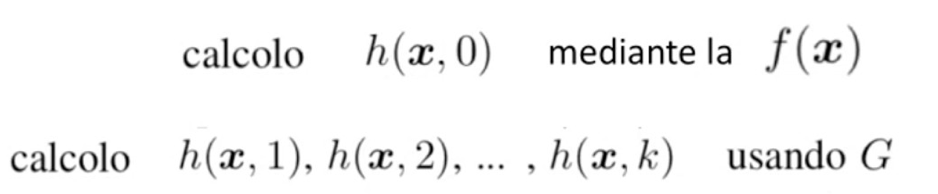 calcolo h(x, 0) mediante la f(x)
calcolo h(x, 1), h(x, 2), ... , h(x, k) usando G